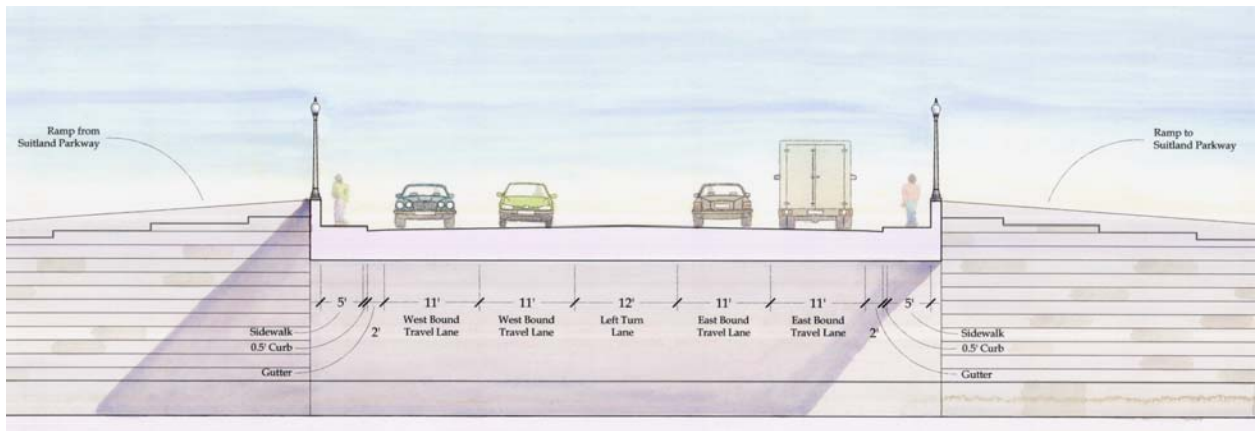 Ramp from
Suitland Parkway
Ramp to
Suitland Parkway
5'
11'
11'
12'
11'
11'
5'
2'
West Bound
Travel Lane
West Bound
Travel Lane
Left Turn
Lane
East Bound
Travel Lane
East Bound
Travel Lane
2'
Sidewalk
0.5' Curb
Gutter
Sidewalk
0.5' Curb
Gutter